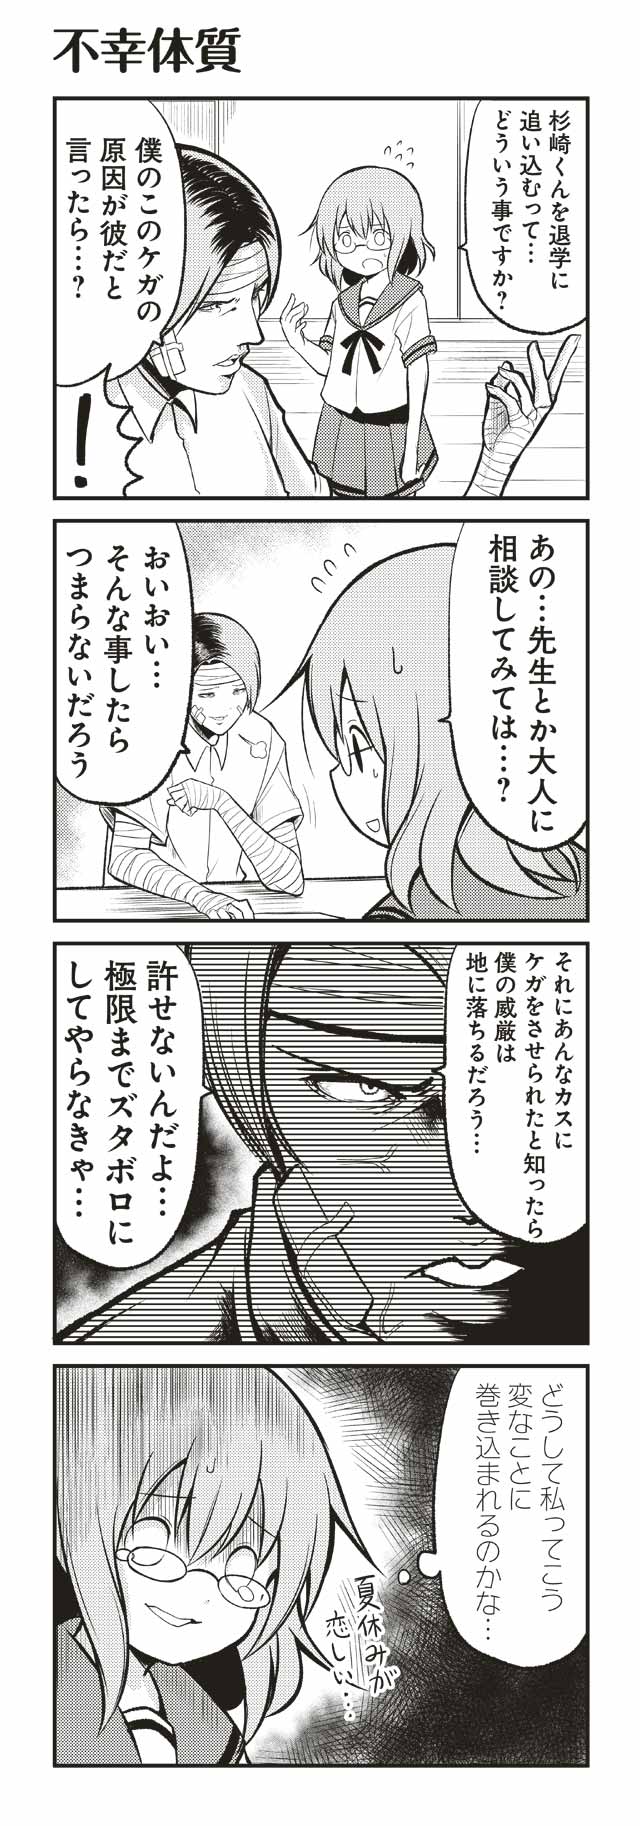 不幸体質
杉崎くんを退学に
追い込むって…
どういう事ですか？
僕のこのケガの
原因が彼だと
言ったら…？
！
あの…先生とか大人に
相談してみては…？
おいおい…
そんな事したら
つまらないだろう
それにあんなカスに
ケガをさせられたと知ったら
僕の威厳は
地に落ちるだろう…
許せないんだよ…
極限までズタボロに
してやらなきゃ…
どうして私ってこう
変なことに
巻き込まれるのかな…
夏休みが
恋しい…